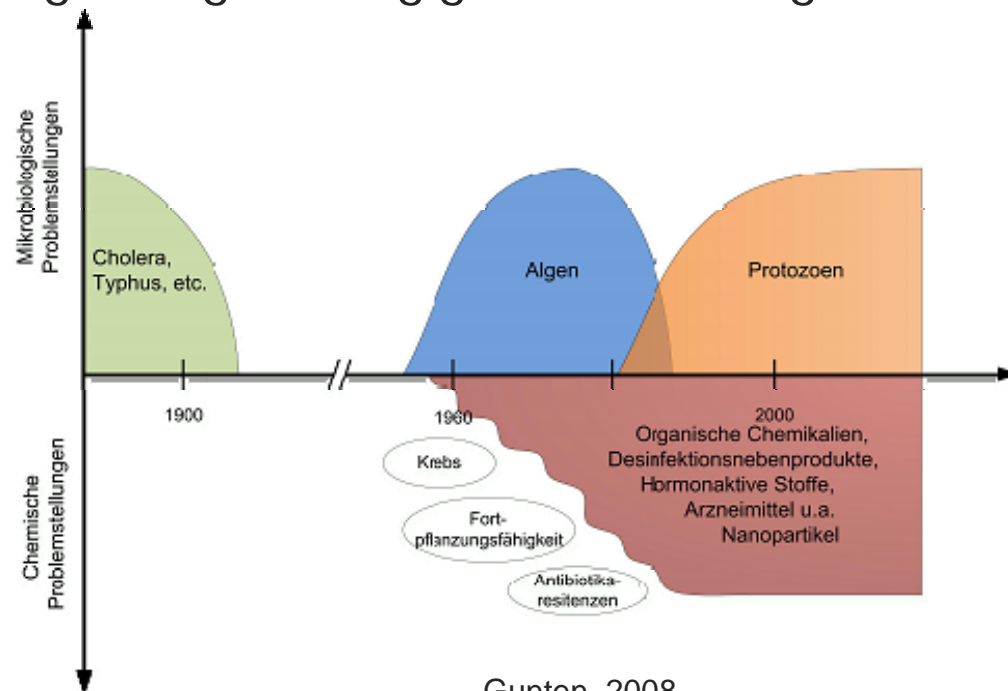 Mikrobiologische
Problemstellungen
Cholera,
Typhus, etc.
Algen
Protozoen
1900
1960
2000
Chemische
Problemstellungen
Krebs
Fort-
pflanzungsfähigkeit
Antibiotika-
resitenzen
Organische Chemikalien,
Desinfektionsnebenprodukte,
Hormonaktive Stoffe,
Arzneimittel u.a.
Nanopartikel
2008